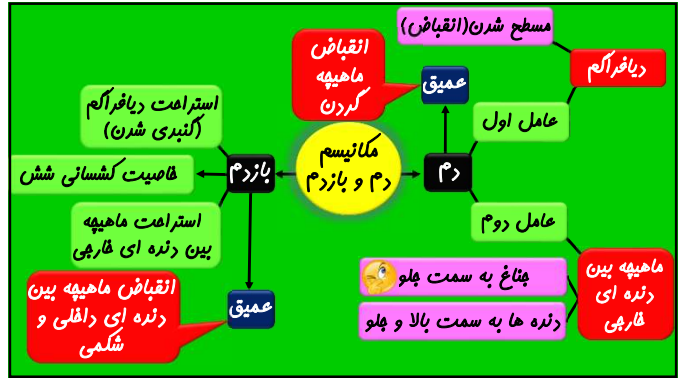 مکانیسم
دم و بازدم
دم
عامل اول
دیافراگم
مسطح شدن(انقباض)
عامل دوم
ماهیچه بین
دنده ای
خارجی
جناغ به سمت جلو
دنده ها به سمت بالا و جلو
عمیق
انقباض
ماهیچه
گردن
بازدم
استراحت دیافراگم
(گنبدی شدن)
خاصیت کشسانی شش
استراحت ماهیچه
بین دنده ای خارجی
عمیق
انقباض ماهیچه بین
دنده ای داخلی و
شکمی